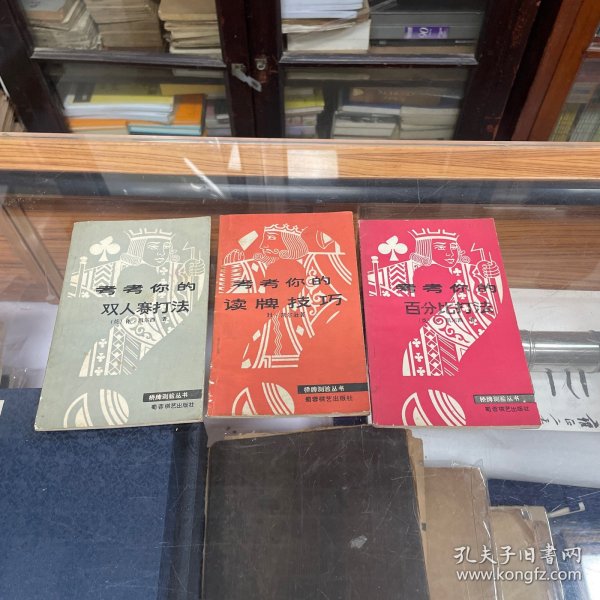 考考你的
双人赛打法
桥牌测验丛书
蜀蓉棋艺出版社
考考你的
读牌技巧
桥牌测验丛书
蜀蓉棋艺出版社
考考你的
百分比打法
桥牌测验丛书
蜀蓉棋艺出版社
孔夫子旧书网
www.kongfz.com